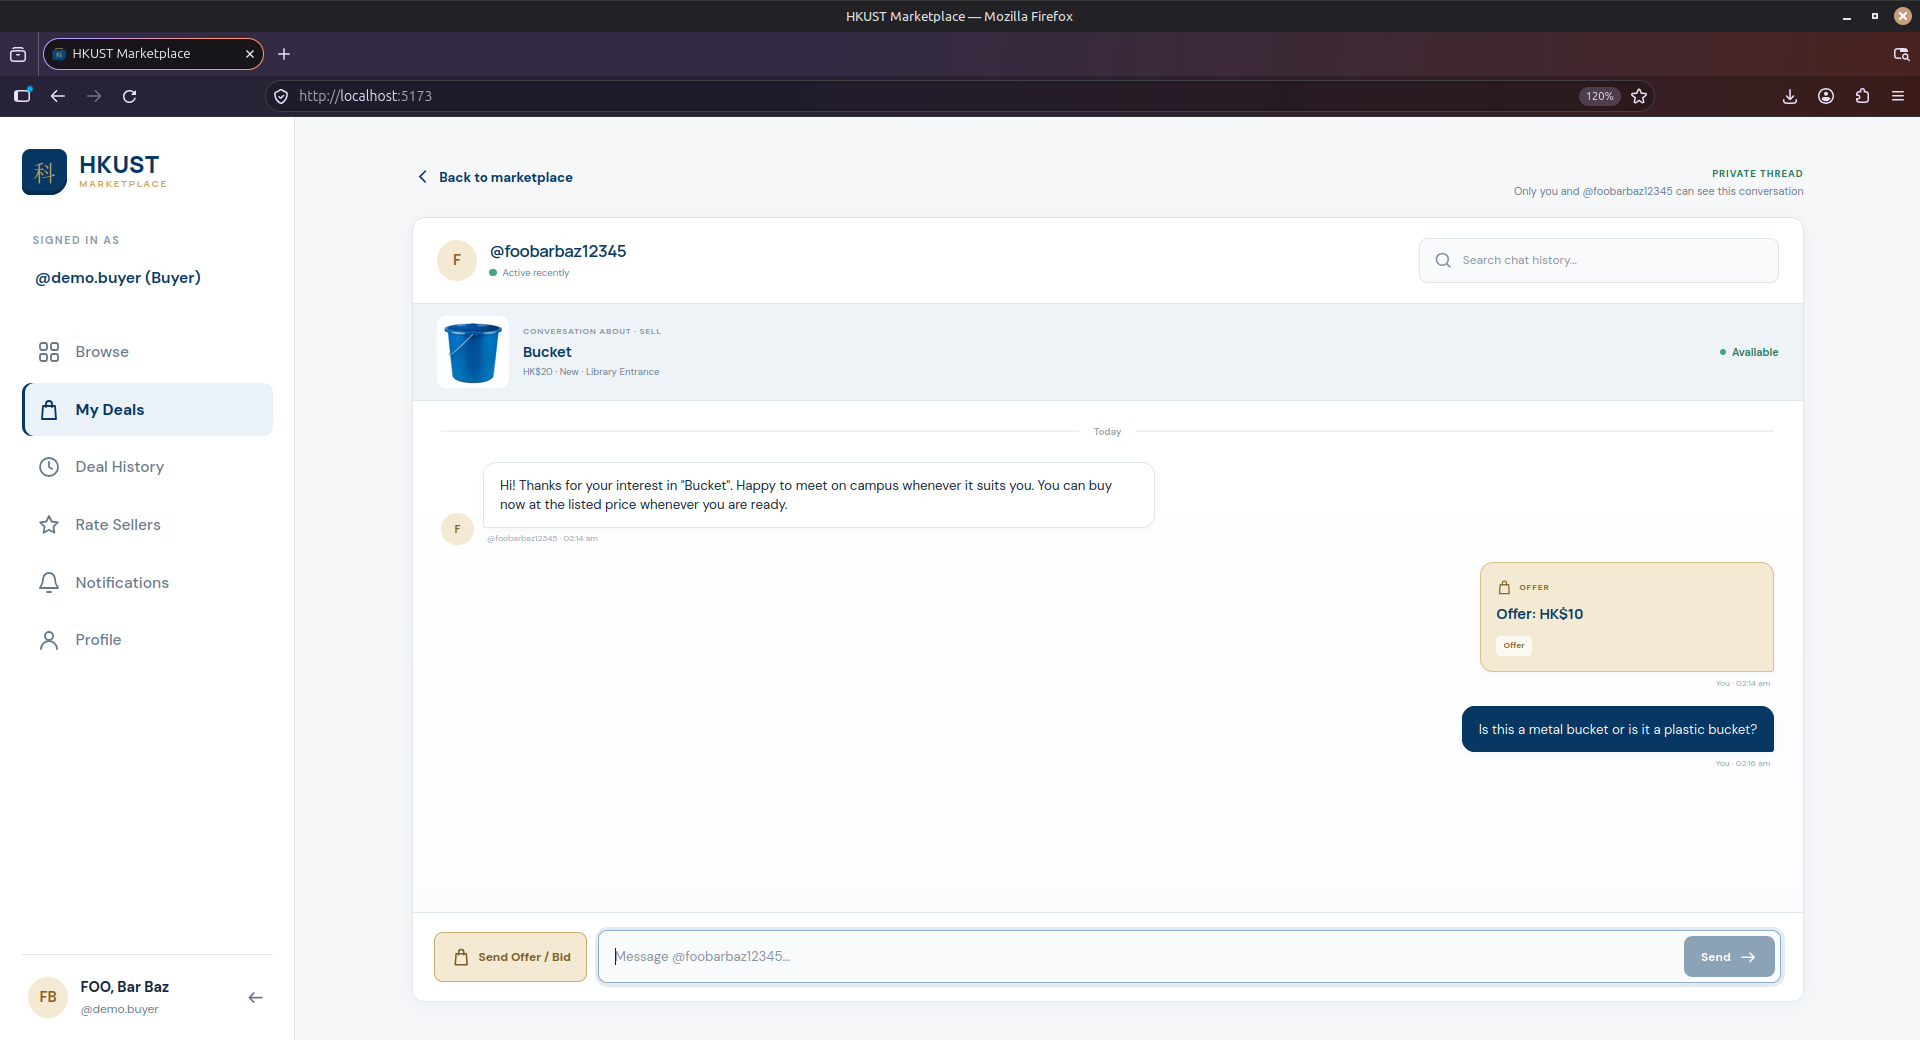 HKUST Marketplace — Mozilla Firefox
HKUST Marketplace
http://localhost:5173
120%
科
HKUST
MARKETPLACE
SIGNED IN AS
@demo.buyer (Buyer)
Browse
My Deals
Deal History
Rate Sellers
Notifications
Profile
FB
FOO, Bar Baz
@demo.buyer
Back to marketplace
PRIVATE THREAD
Only you and @foobarbaz12345 can see this conversation
F
@foobarbaz12345
Active recently
Search chat history...
CONVERSATION ABOUT · SELL
Bucket
HK$20 · New · Library Entrance
Available
Today
Hi! Thanks for your interest in "Bucket". Happy to meet on campus whenever it suits you. You can buy
now at the listed price whenever you are ready.
F
@foobarbaz12345 · 02:14 am
OFFER
Offer: HK$10
Offer
You · 02:14 am
Is this a metal bucket or is it a plastic bucket?
You · 02:16 am
Send Offer / Bid
Message @foobarbaz12345...
Send